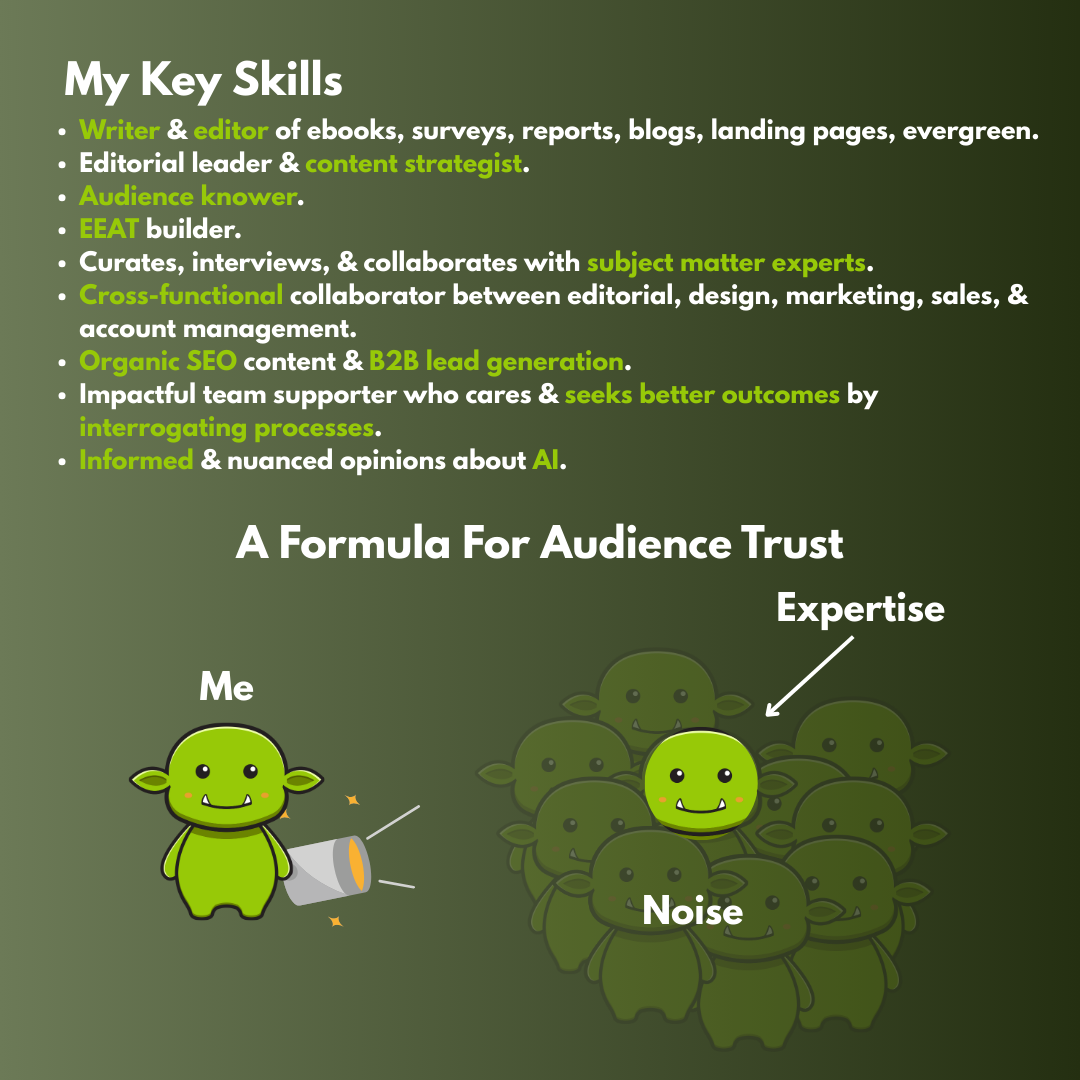 My Key Skills
• Writer & editor of ebooks, surveys, reports, blogs, landing pages, evergreen.
• Editorial leader & content strategist.
• Audience knower.
• EEAT builder.
• Curates, interviews, & collaborates with subject matter experts.
• Cross-functional collaborator between editorial, design, marketing, sales, &
account management.
• Organic SEO content & B2B lead generation.
• Impactful team supporter who cares & seeks better outcomes by
interrogating processes.
• Informed & nuanced opinions about AI.
A Formula For Audience Trust
Expertise
Me
Noise